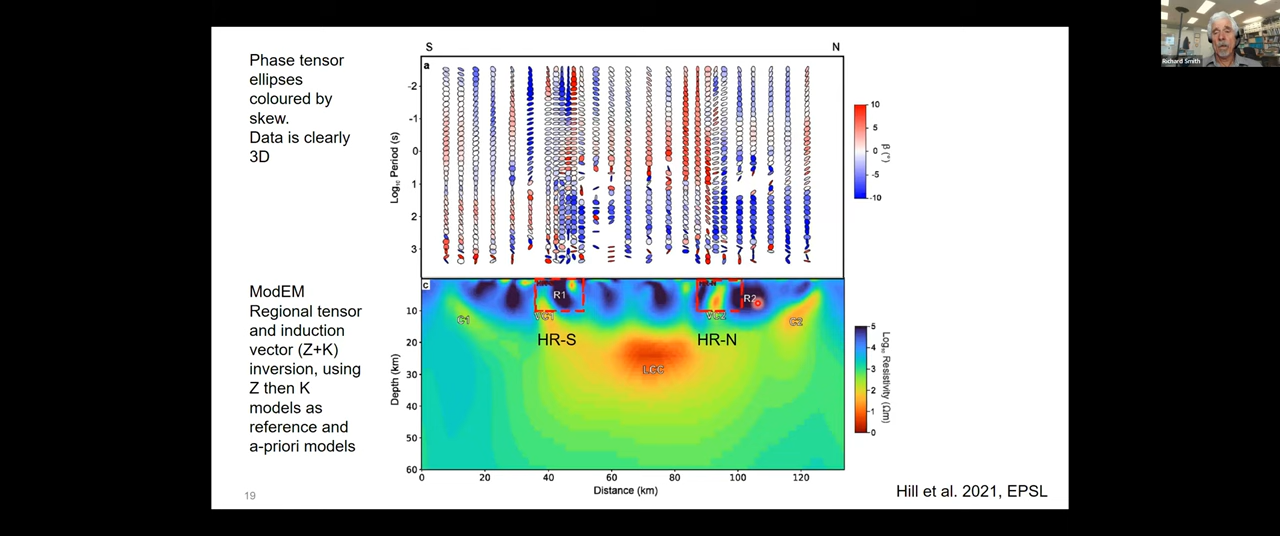 Phase tensor
ellipses
coloured by
skew.
Data is clearly
3D
ModEM
Regional tensor
and induction
vector (Z+K)
inversion, using
Z then K
models as
reference and
a-priori models
19
S
N
a
-2
-1
0
1
2
3
Log₁₀ Period (s)
10
5
0
-5
-10
β (°)
c
R1
R2
C1
VC1
VC2
C2
HR-S
HR-N
LCC
10
20
30
40
50
60
Depth (km)
0
20
40
60
80
100
120
Distance (km)
5
4
3
2
1
0
Log₁₀ Resistivity (Ωm)
Hill et al. 2021, EPSL
Richard Smith